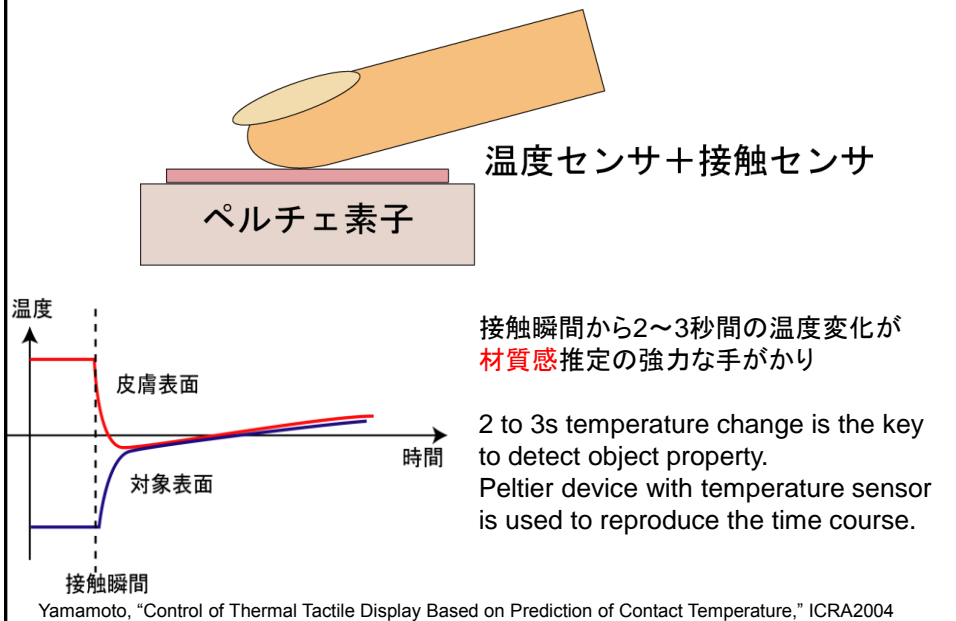 温度センサ＋接触センサ
ペルチェ素子
温度
皮膚表面
時間
対象表面
接触瞬間
接触瞬間から2～3秒間の温度変化が
材質感推定の強力な手がかり
2 to 3s temperature change is the key
to detect object property.
Peltier device with temperature sensor
is used to reproduce the time course.
Yamamoto, “Control of Thermal Tactile Display Based on Prediction of Contact Temperature,” ICRA2004